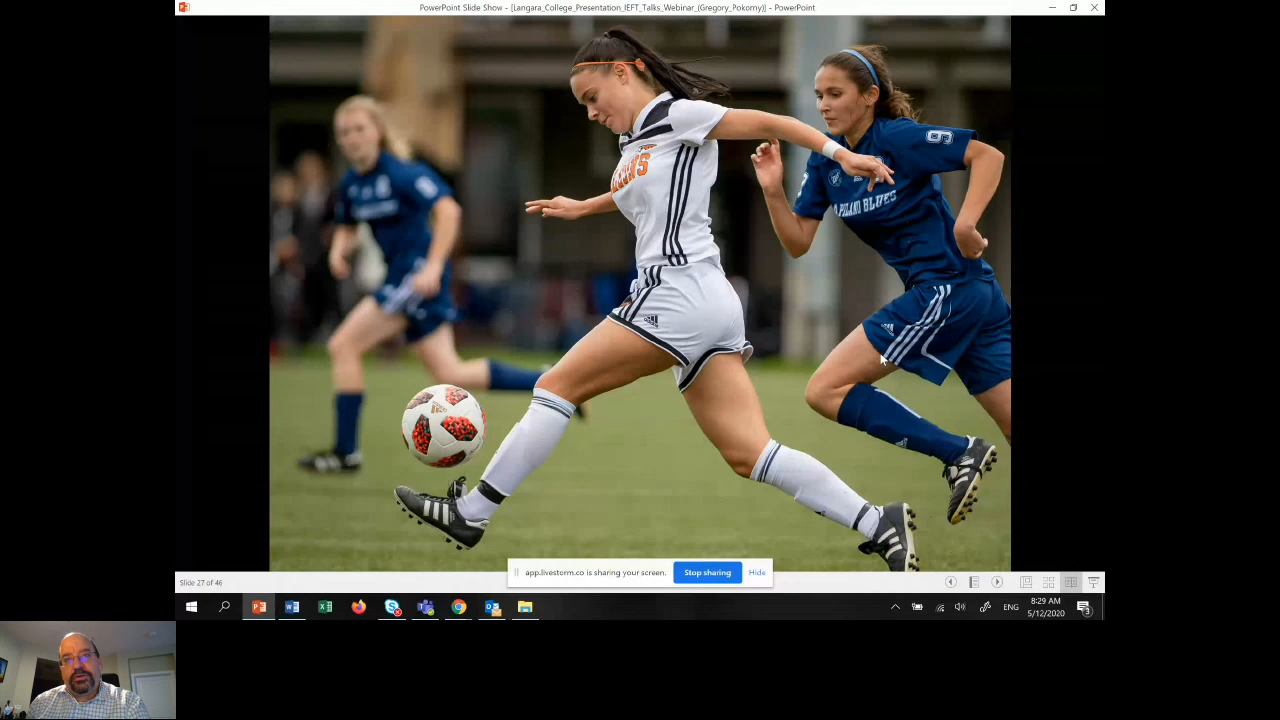 PowerPoint Slide Show - [Langara_College_Presentation_IEFT_Talks_Webinar_(Gregory_Pokorny)] - PowerPoint
9
BLUES
app.livestorm.co is sharing your screen.
Stop sharing
Hide
Slide 27 of 46
ENG
8:29 AM
5/12/2020